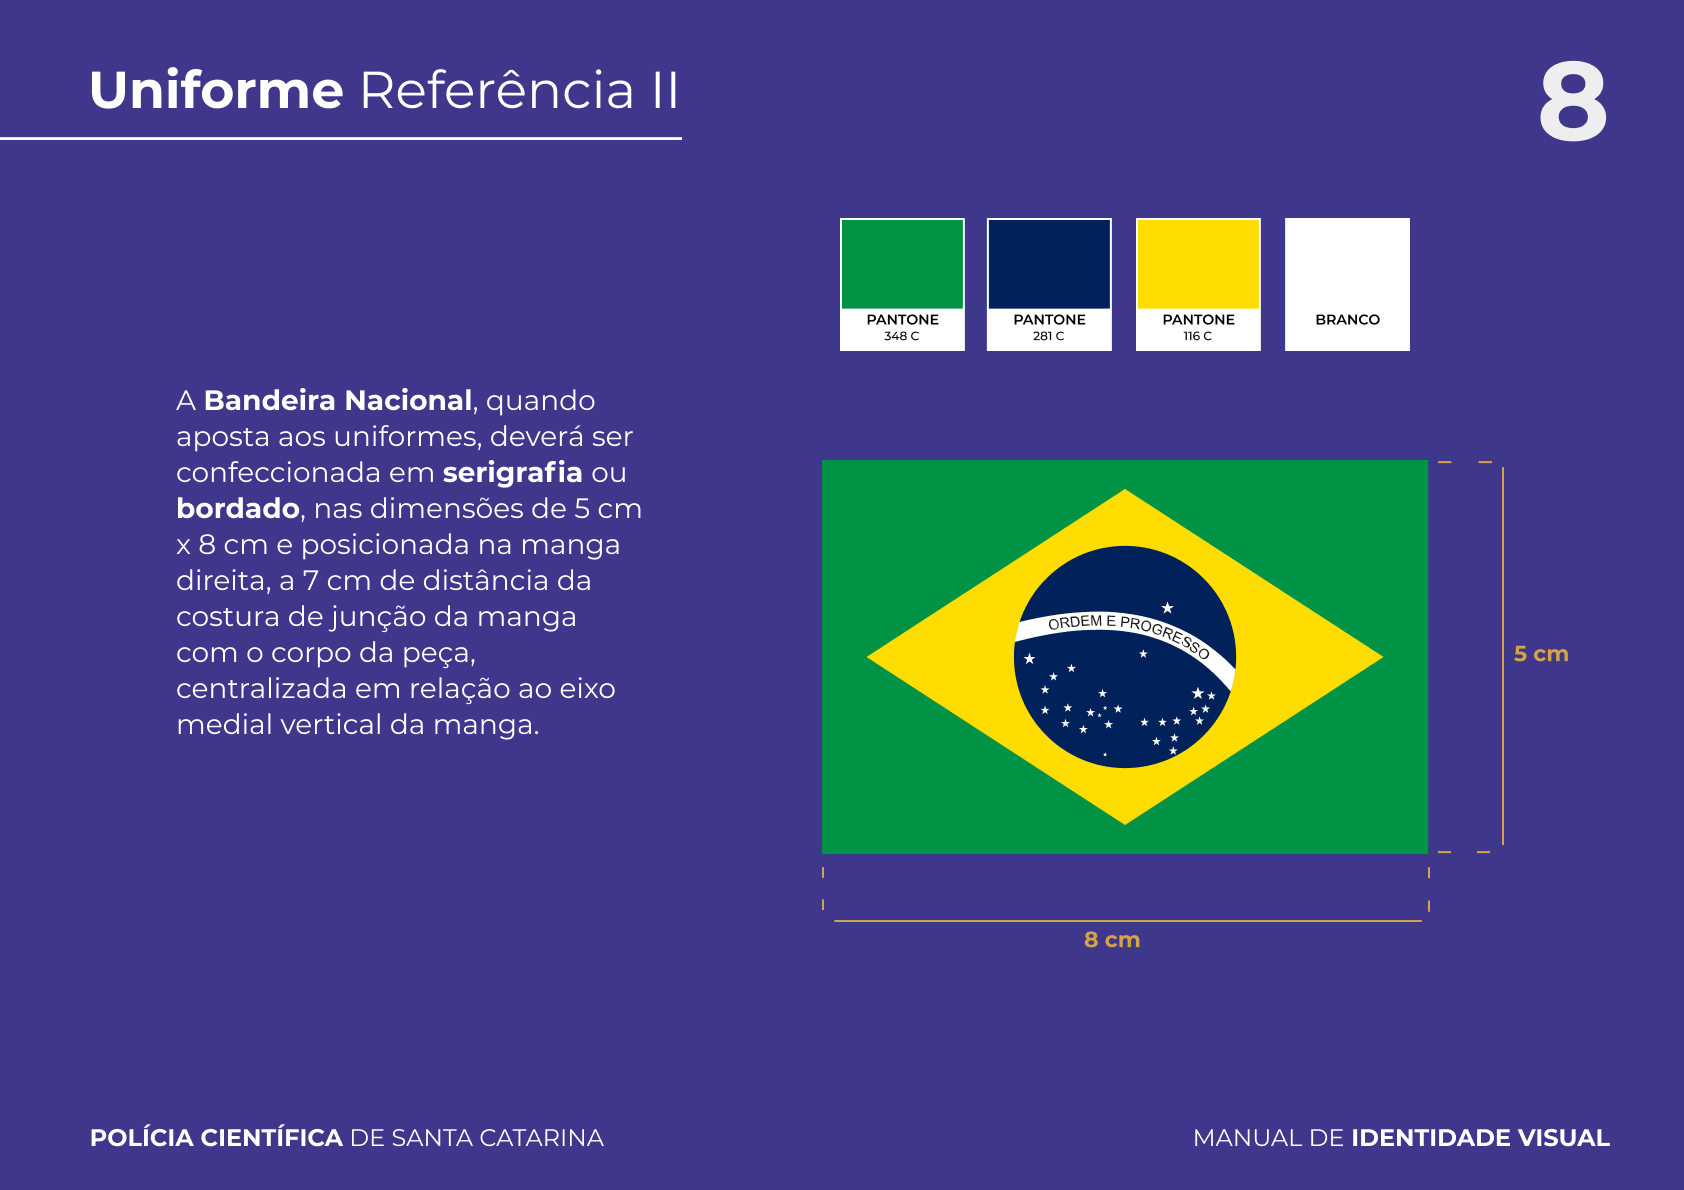 Uniforme Referência II
8
PANTONE
348 C
PANTONE
281 C
PANTONE
116 C
BRANCO
A Bandeira Nacional, quando
aposta aos uniformes, deverá ser
confeccionada em serigrafia ou
bordado, nas dimensões de 5 cm
x 8 cm e posicionada na manga
direita, a 7 cm de distância da
costura de junção da manga
com o corpo da peça,
centralizada em relação ao eixo
medial vertical da manga.
ORDEM E PROGRESSO
5 cm
8 cm
POLÍCIA CIENTÍFICA DE SANTA CATARINA
MANUAL DE IDENTIDADE VISUAL